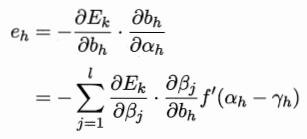 $e_h = -\frac{\partial E_k}{\partial b_h} \cdot \frac{\partial b_h}{\partial \alpha_h}$
$= -\sum_{j=1}^{l} \frac{\partial E_k}{\partial \beta_j} \cdot \frac{\partial \beta_j}{\partial b_h} f'(\alpha_h - \gamma_h)$